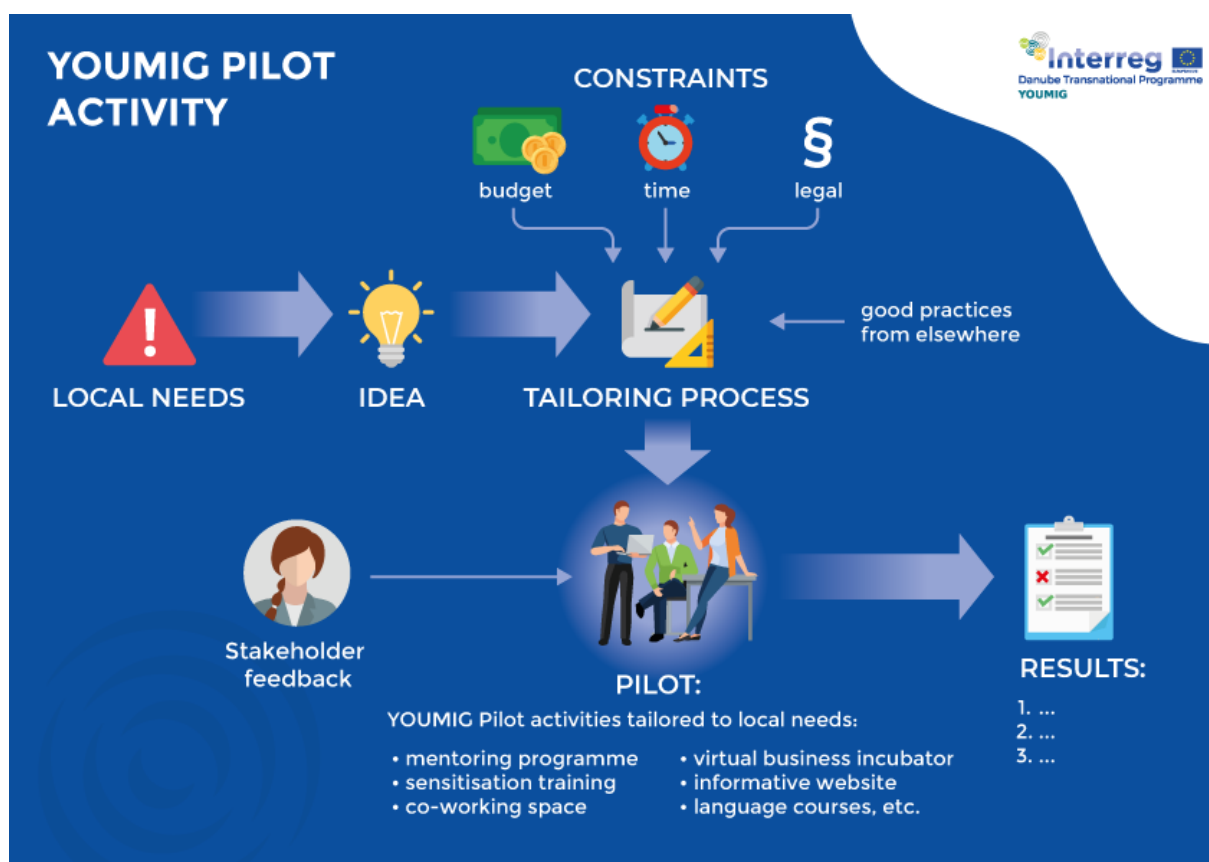 YOUMIG PILOT
ACTIVITY
CONSTRAINTS
Interreg
Danube Transnational Programme
YOUMIG
§
budget
time
legal
good practices
from elsewhere
LOCAL NEEDS
IDEA
TAILORING PROCESS
Stakeholder
feedback
PILOT:
YOUMIG Pilot activities tailored to local needs:
• mentoring programme
• sensitisation training
• co-working space
• virtual business incubator
• informative website
• language courses, etc.
RESULTS:
1. ...
2. ...
3. ...